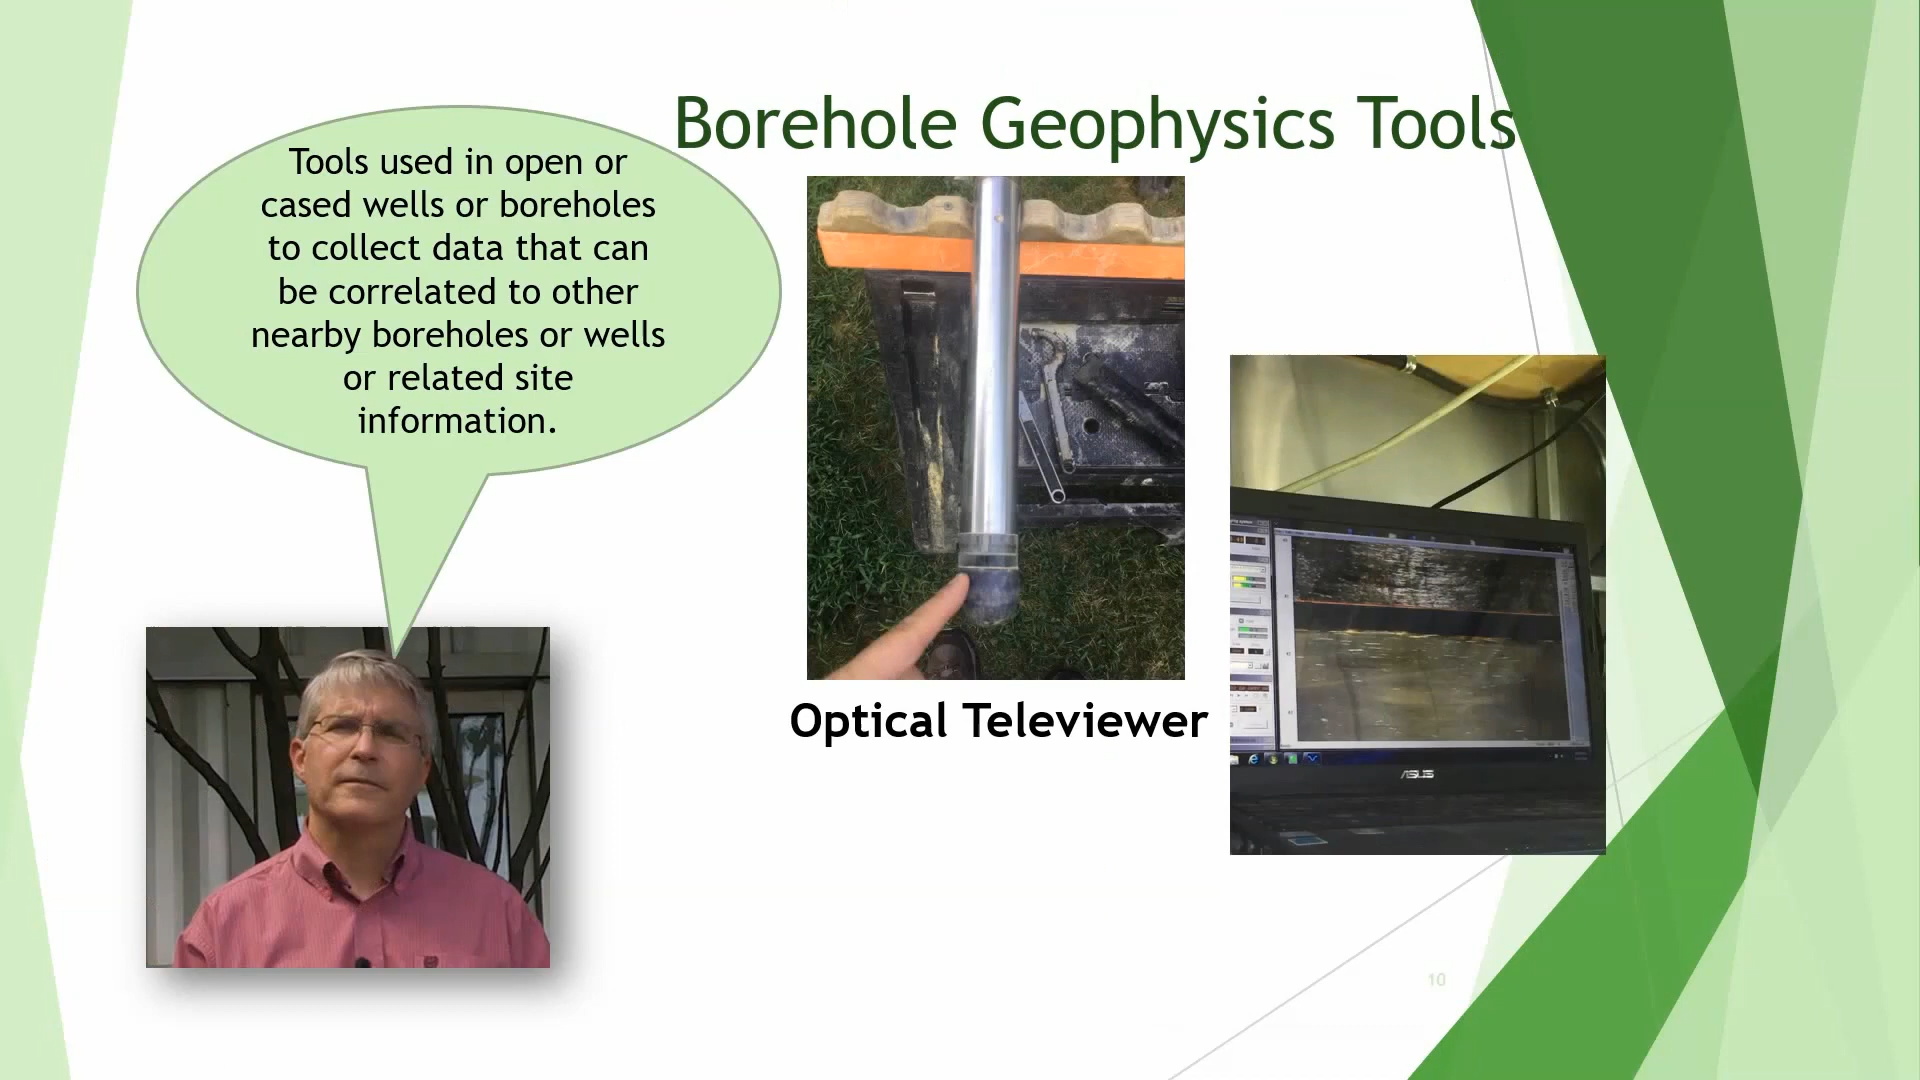 Borehole Geophysics Tools
Tools used in open or
cased wells or boreholes
to collect data that can
be correlated to other
nearby boreholes or wells
or related site
information.
Optical Televiewer
ASUS
10